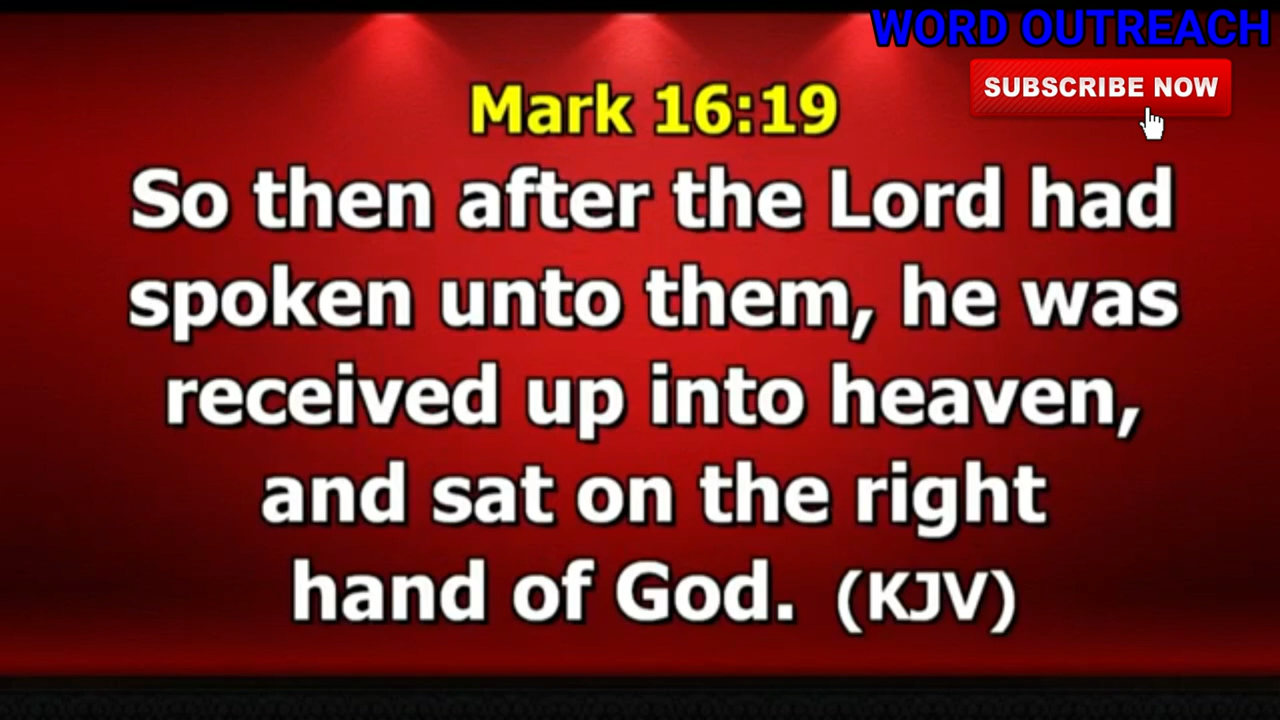 WORD OUTREACH
SUBSCRIBE NOW
Mark 16:19
So then after the Lord had
spoken unto them, he was
received up into heaven,
and sat on the right
hand of God. (KJV)